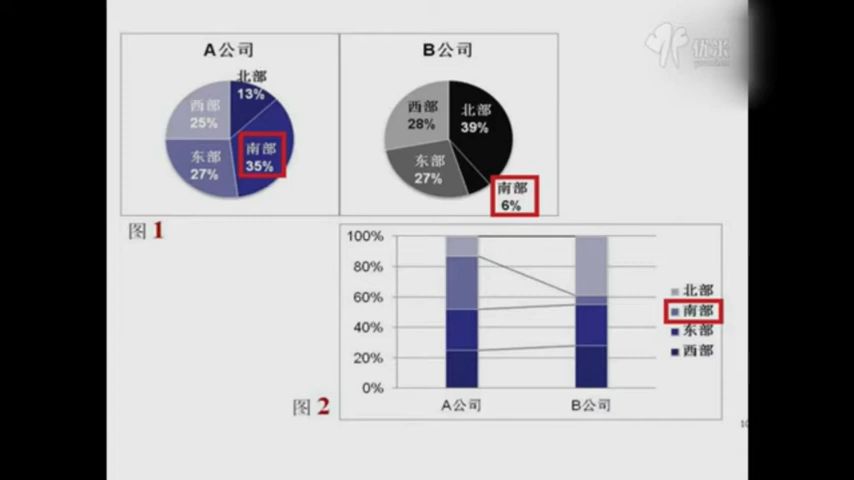 A公司
B公司
北部
13%
西部
25%
南部
35%
东部
27%
西部
28%
北部
39%
东部
27%
南部
6%
图 1
100%
80%
60%
40%
20%
0%
A公司
B公司
北部
南部
东部
西部
图 2
优米